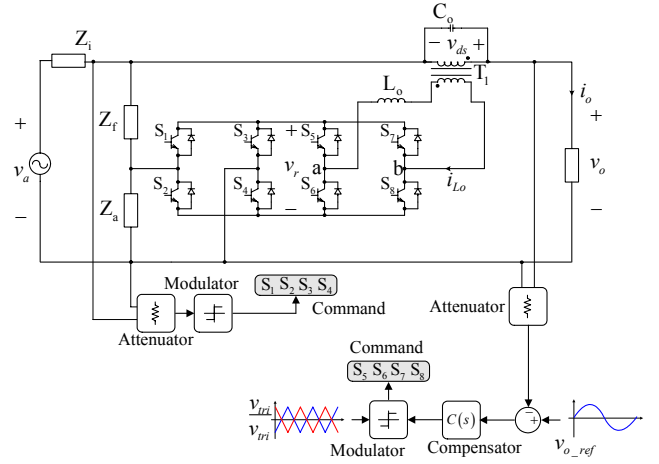 C_o
Z_i
− v_ds +
T_1
L_o
i_o
+
+
Z_f
S_1
S_3
+
S_5
S_7
v_a
v_r
a
b
v_o
S_2
S_4
S_6
S_8
i_Lo
−
Z_a
−
−
Modulator
S_1 S_2 S_3 S_4
Command
Attenuator
Attenuator
Command
S_5 S_6 S_7 S_8
v_tri
v_tri
C(s)
− +
Modulator
Compensator
v_o_ref